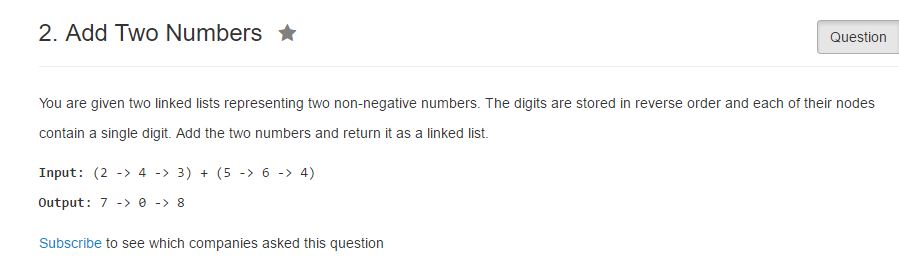 2. Add Two Numbers
Question
You are given two linked lists representing two non-negative numbers. The digits are stored in reverse order and each of their nodes
contain a single digit. Add the two numbers and return it as a linked list.
Input: (2 -> 4 -> 3) + (5 -> 6 -> 4)
Output: 7 -> 0 -> 8
Subscribe to see which companies asked this question